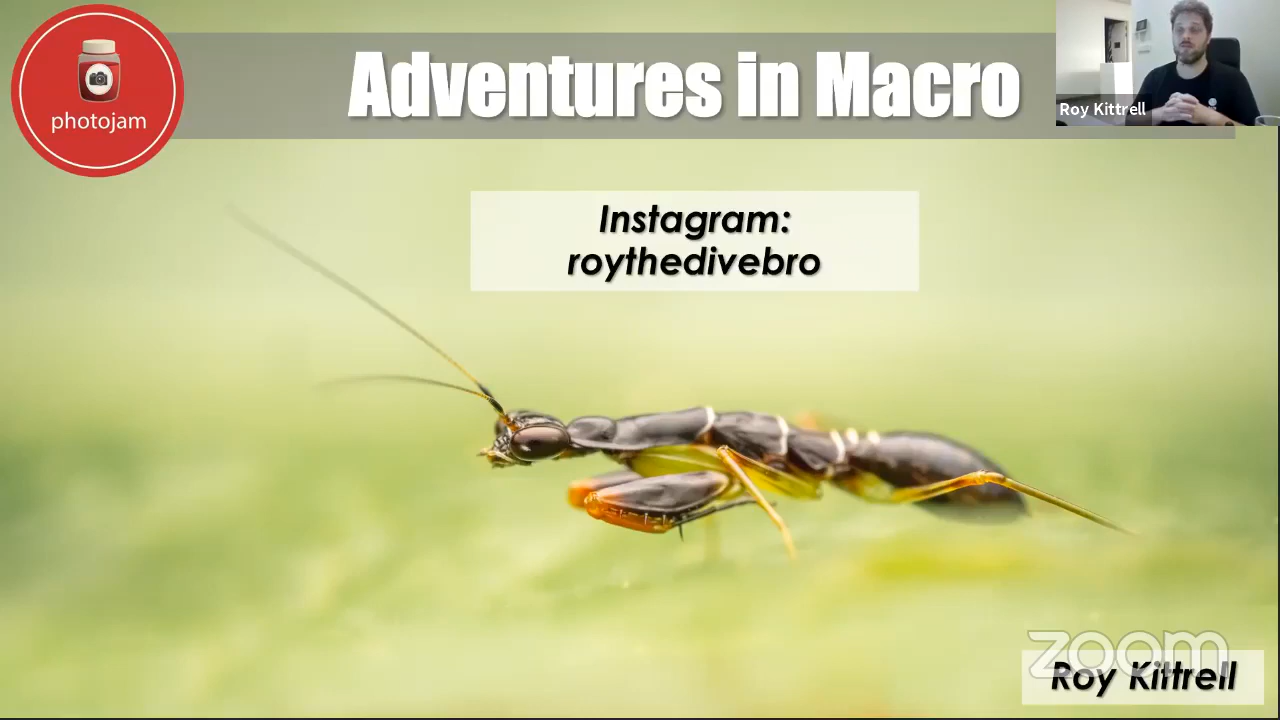 photojam
Adventures in Macro
Roy Kittrell
Instagram:
roythedivebro
zoom
Roy Kittrell